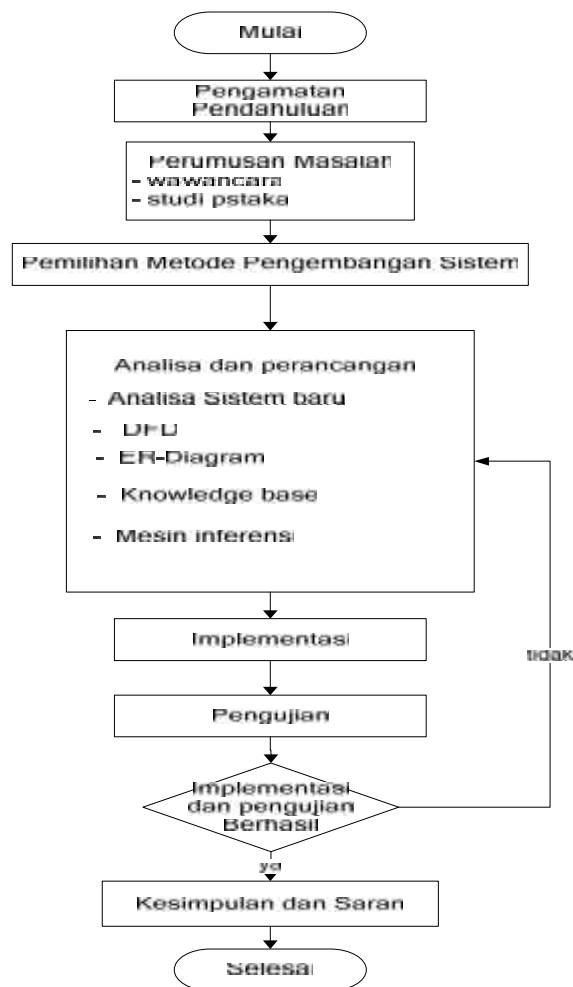 Mulai
Pengamatan
Pendahuluan
Perumusan Masalah
- wawancara
- studi pstaka
Pemilihan Metode Pengembangan Sistem
Analisa dan perancangan
- Analisa Sistem baru
- DFD
- ER-Diagram
- Knowledge base
- Mesin inferensi
Implementasi
Pengujian
tidak
Implementasi
dan pengujian
Berhasil
ya
Kesimpulan dan Saran
Selesai